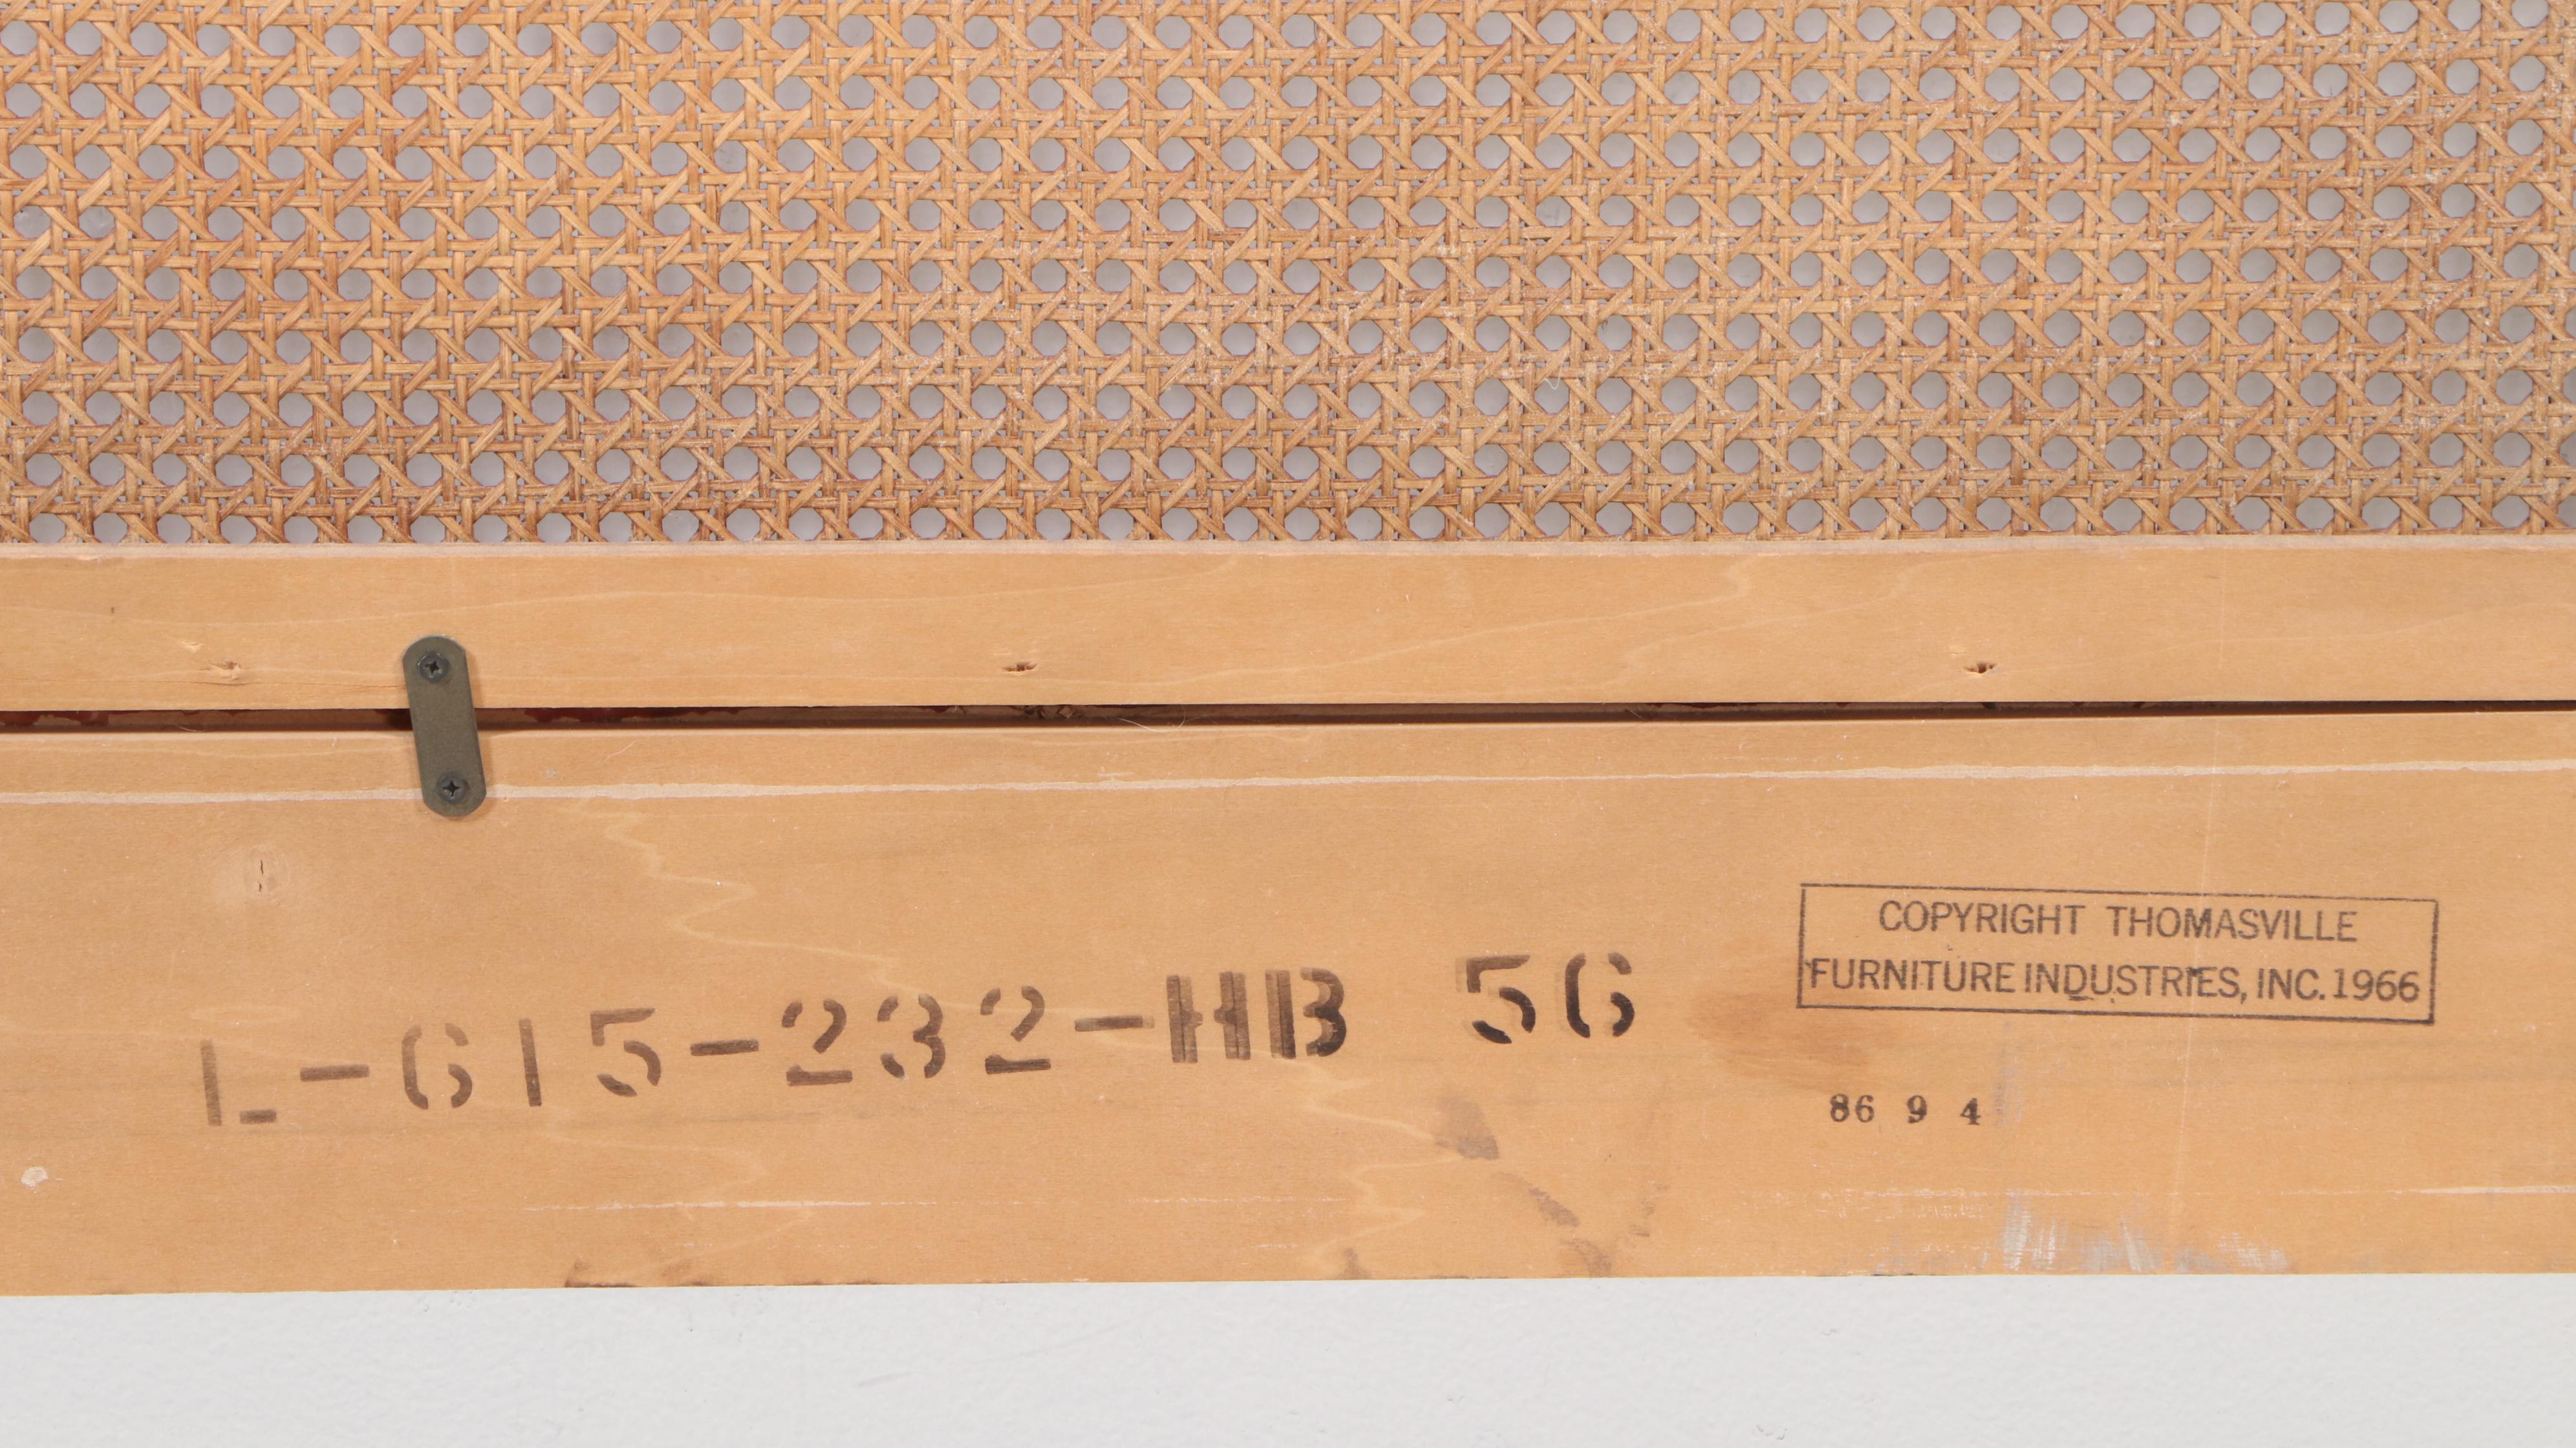 COPYRIGHT THOMASVILLE
FURNITURE INDUSTRIES, INC. 1966
L-615-232-HB 56
86 9 4